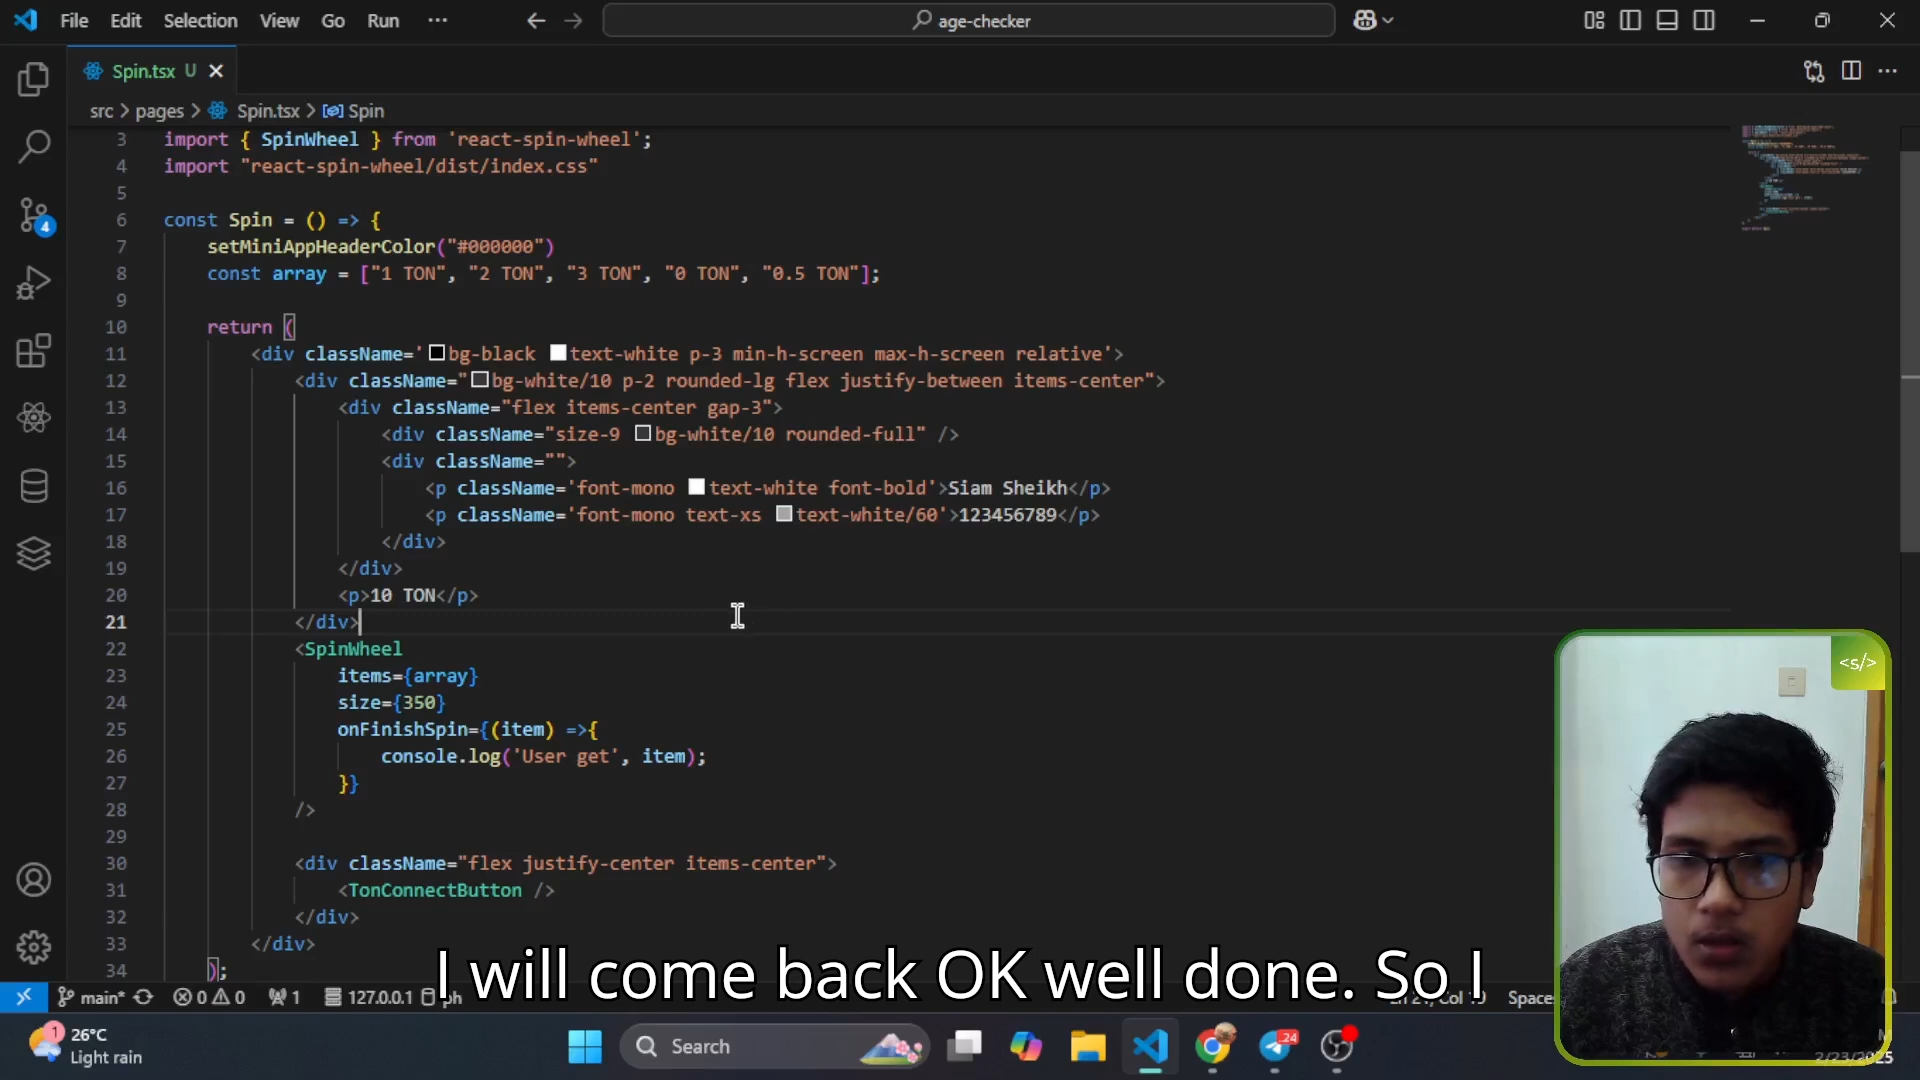 File Edit Selection View Go Run ··· age-checker
Spin.tsx U
src > pages > Spin.tsx > Spin
3 import { SpinWheel } from 'react-spin-wheel';
4 import "react-spin-wheel/dist/index.css"
5
6 const Spin = () => {
7 setMiniAppHeaderColor("#000000")
8 const array = ["1 TON", "2 TON", "3 TON", "0 TON", "0.5 TON"];
9
10 return (
11 <div className='bg-black text-white p-3 min-h-screen max-h-screen relative'>
12 <div className="bg-white/10 p-2 rounded-lg flex justify-between items-center">
13 <div className="flex items-center gap-3">
14 <div className="size-9 bg-white/10 rounded-full" />
15 <div className="">
16 <p className='font-mono text-white font-bold'>Siam Sheikh</p>
17 <p className='font-mono text-xs text-white/60'>123456789</p>
18 </div>
19 </div>
20 <p>10 TON</p>
21 </div>
22 <SpinWheel
23 items={array}
24 size={350}
25 onFinishSpin={(item) =>{
26 console.log('User get', item);
27 }}
28 />
29
30 <div className="flex justify-center items-center">
31 <TonConnectButton />
32 </div>
33 </div>
34 );
4
<s/>
I will come back OK well done. So I
main* 0 0 1 127.0.0.1
26°C
Light rain
1
Search
24